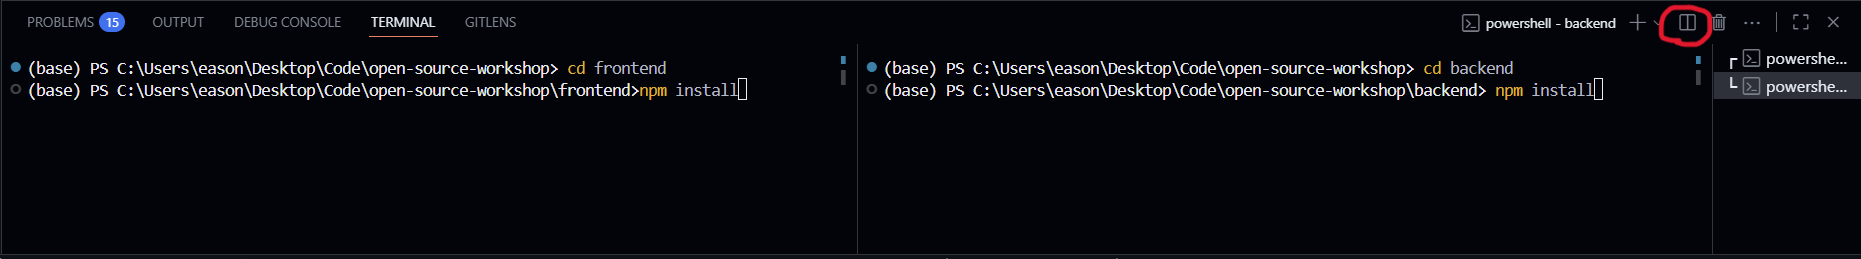 PROBLEMS 15 OUTPUT DEBUG CONSOLE TERMINAL GITLENS powershell - backend
(base) PS C:\Users\eason\Desktop\Code\open-source-workshop> cd frontend
(base) PS C:\Users\eason\Desktop\Code\open-source-workshop\frontend>npm install
(base) PS C:\Users\eason\Desktop\Code\open-source-workshop> cd backend
(base) PS C:\Users\eason\Desktop\Code\open-source-workshop\backend> npm install
powershe...
powershe...